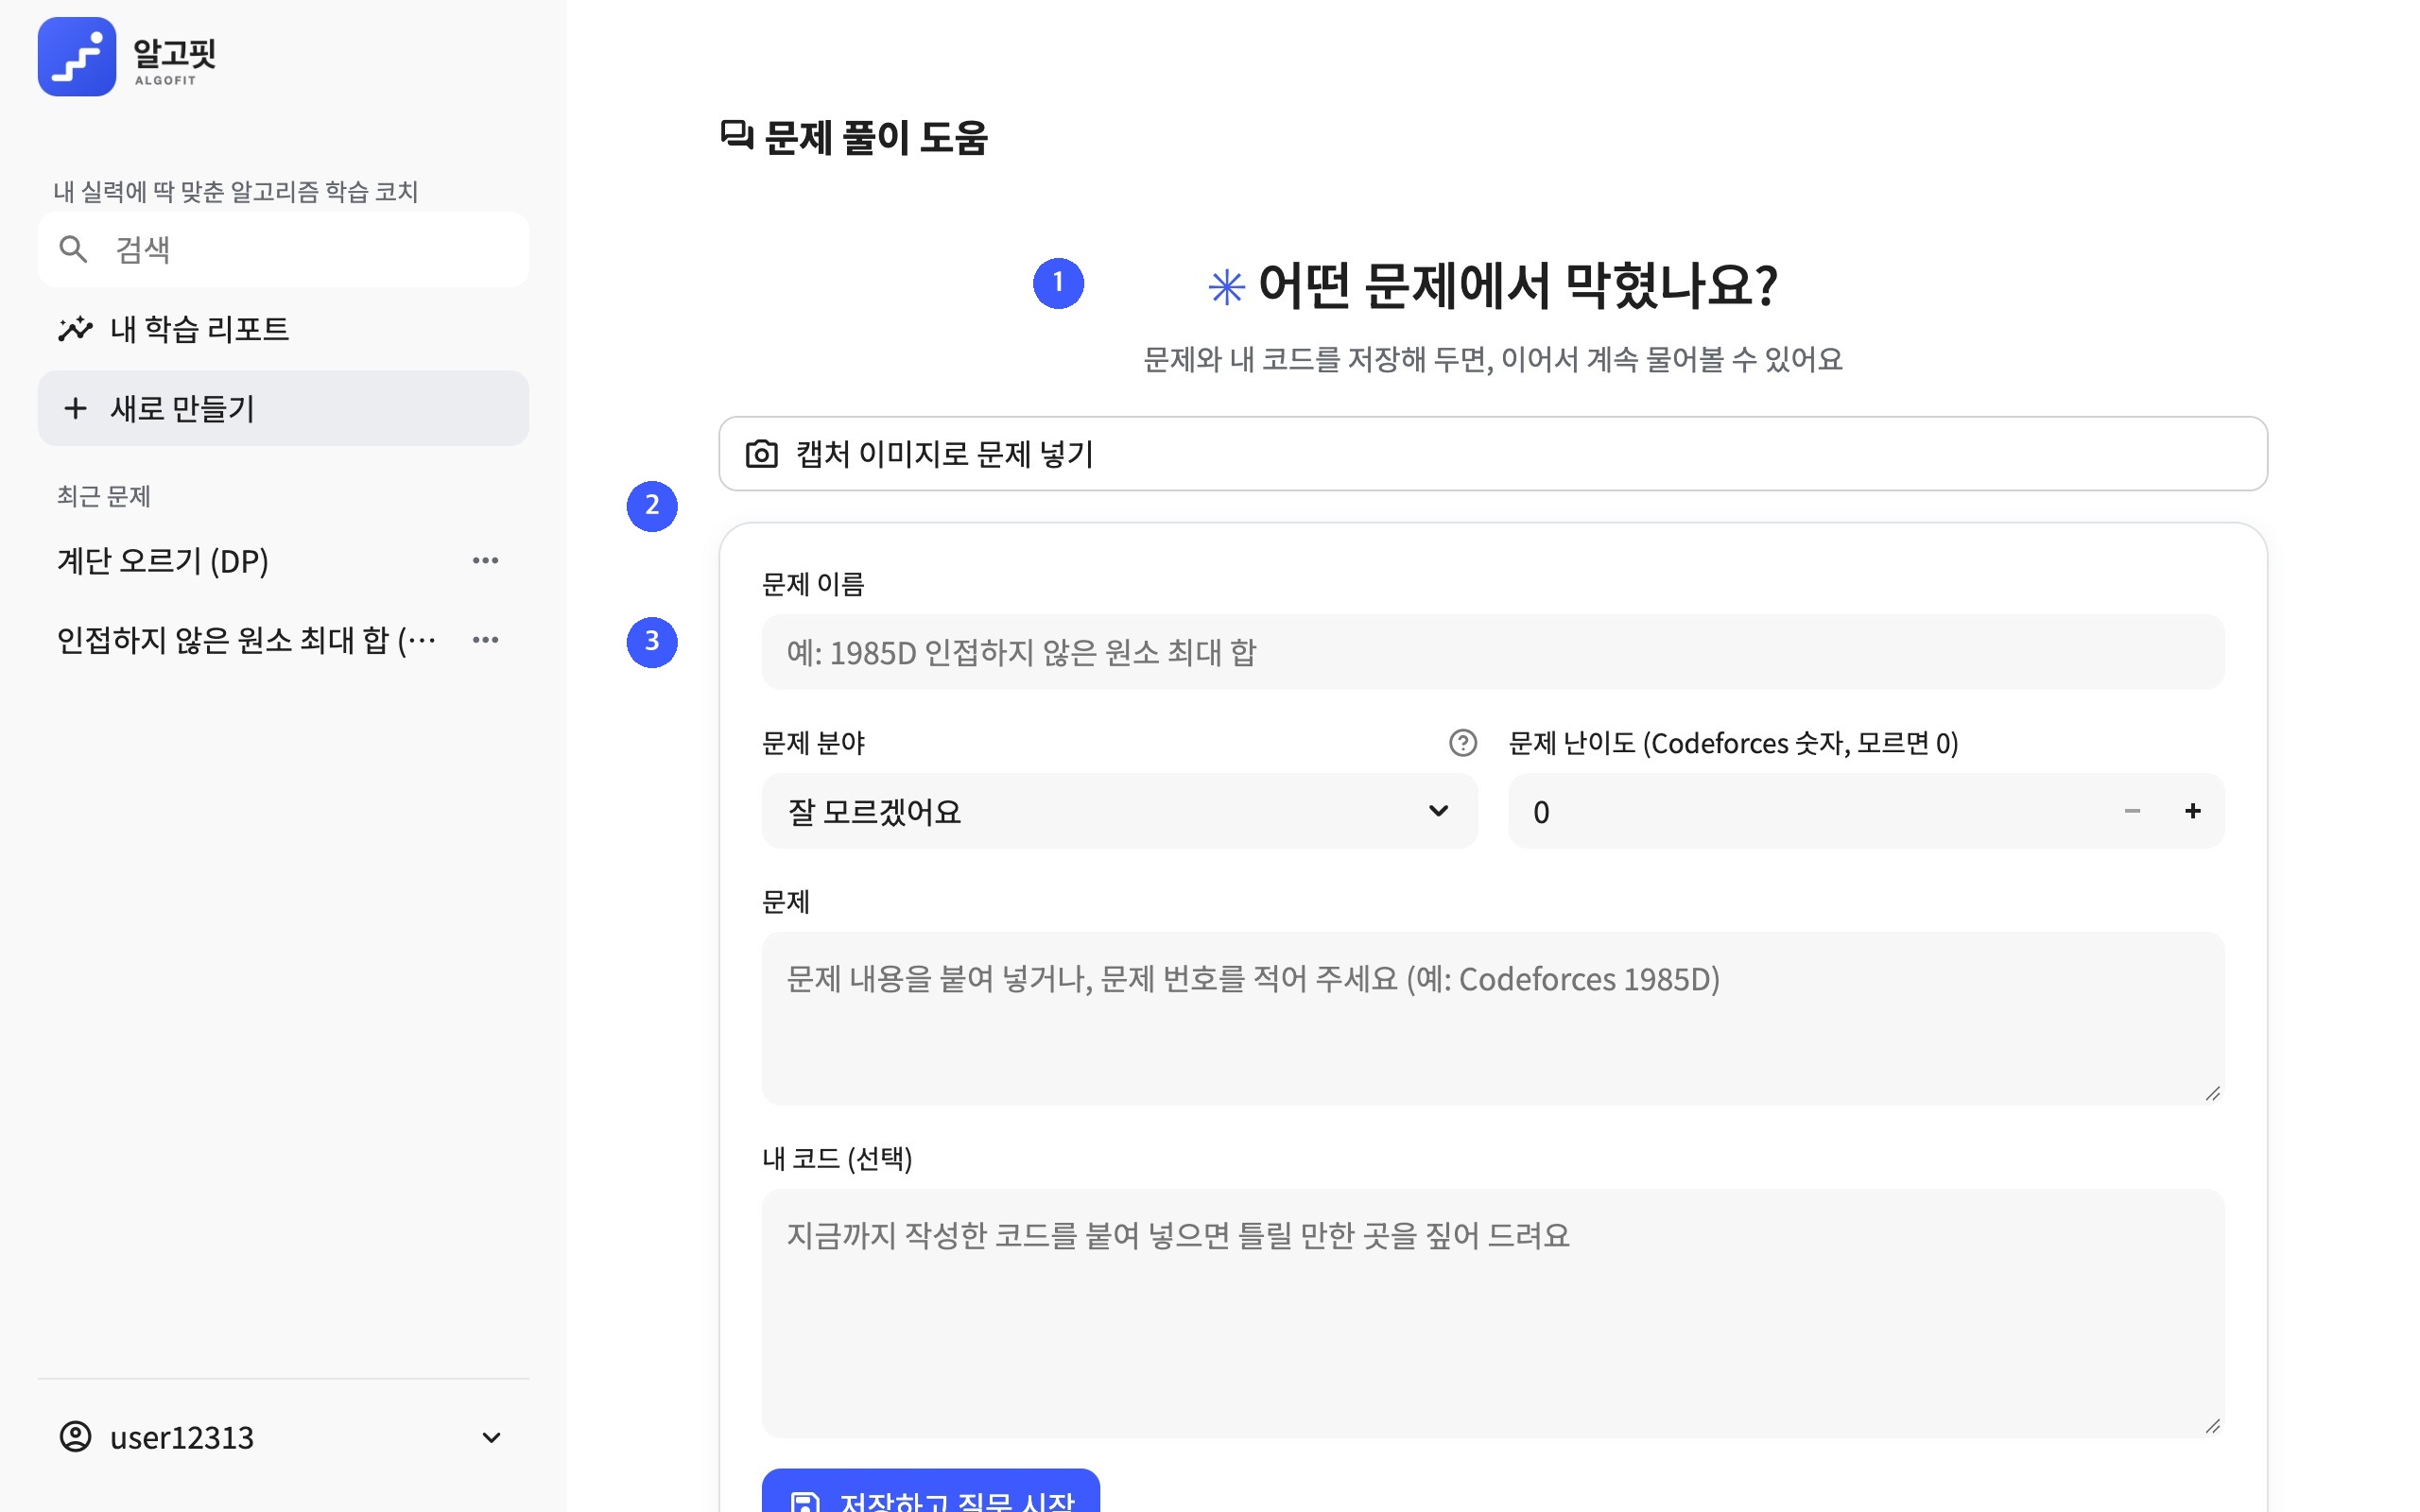 알고핏
ALGOFIT
내 실력에 딱 맞춘 알고리즘 학습 코치
검색
내 학습 리포트
새로 만들기
최근 문제
계단 오르기 (DP)
인접하지 않은 원소 최대 합 (···
user12313
문제 풀이 도움
1
어떤 문제에서 막혔나요?
문제와 내 코드를 저장해 두면, 이어서 계속 물어볼 수 있어요
캡처 이미지로 문제 넣기
2
문제 이름
3
예: 1985D 인접하지 않은 원소 최대 합
문제 분야
문제 난이도 (Codeforces 숫자, 모르면 0)
잘 모르겠어요
0
문제
문제 내용을 붙여 넣거나, 문제 번호를 적어 주세요 (예: Codeforces 1985D)
내 코드 (선택)
지금까지 작성한 코드를 붙여 넣으면 틀릴 만한 곳을 짚어 드려요
저장하고 질문 시작